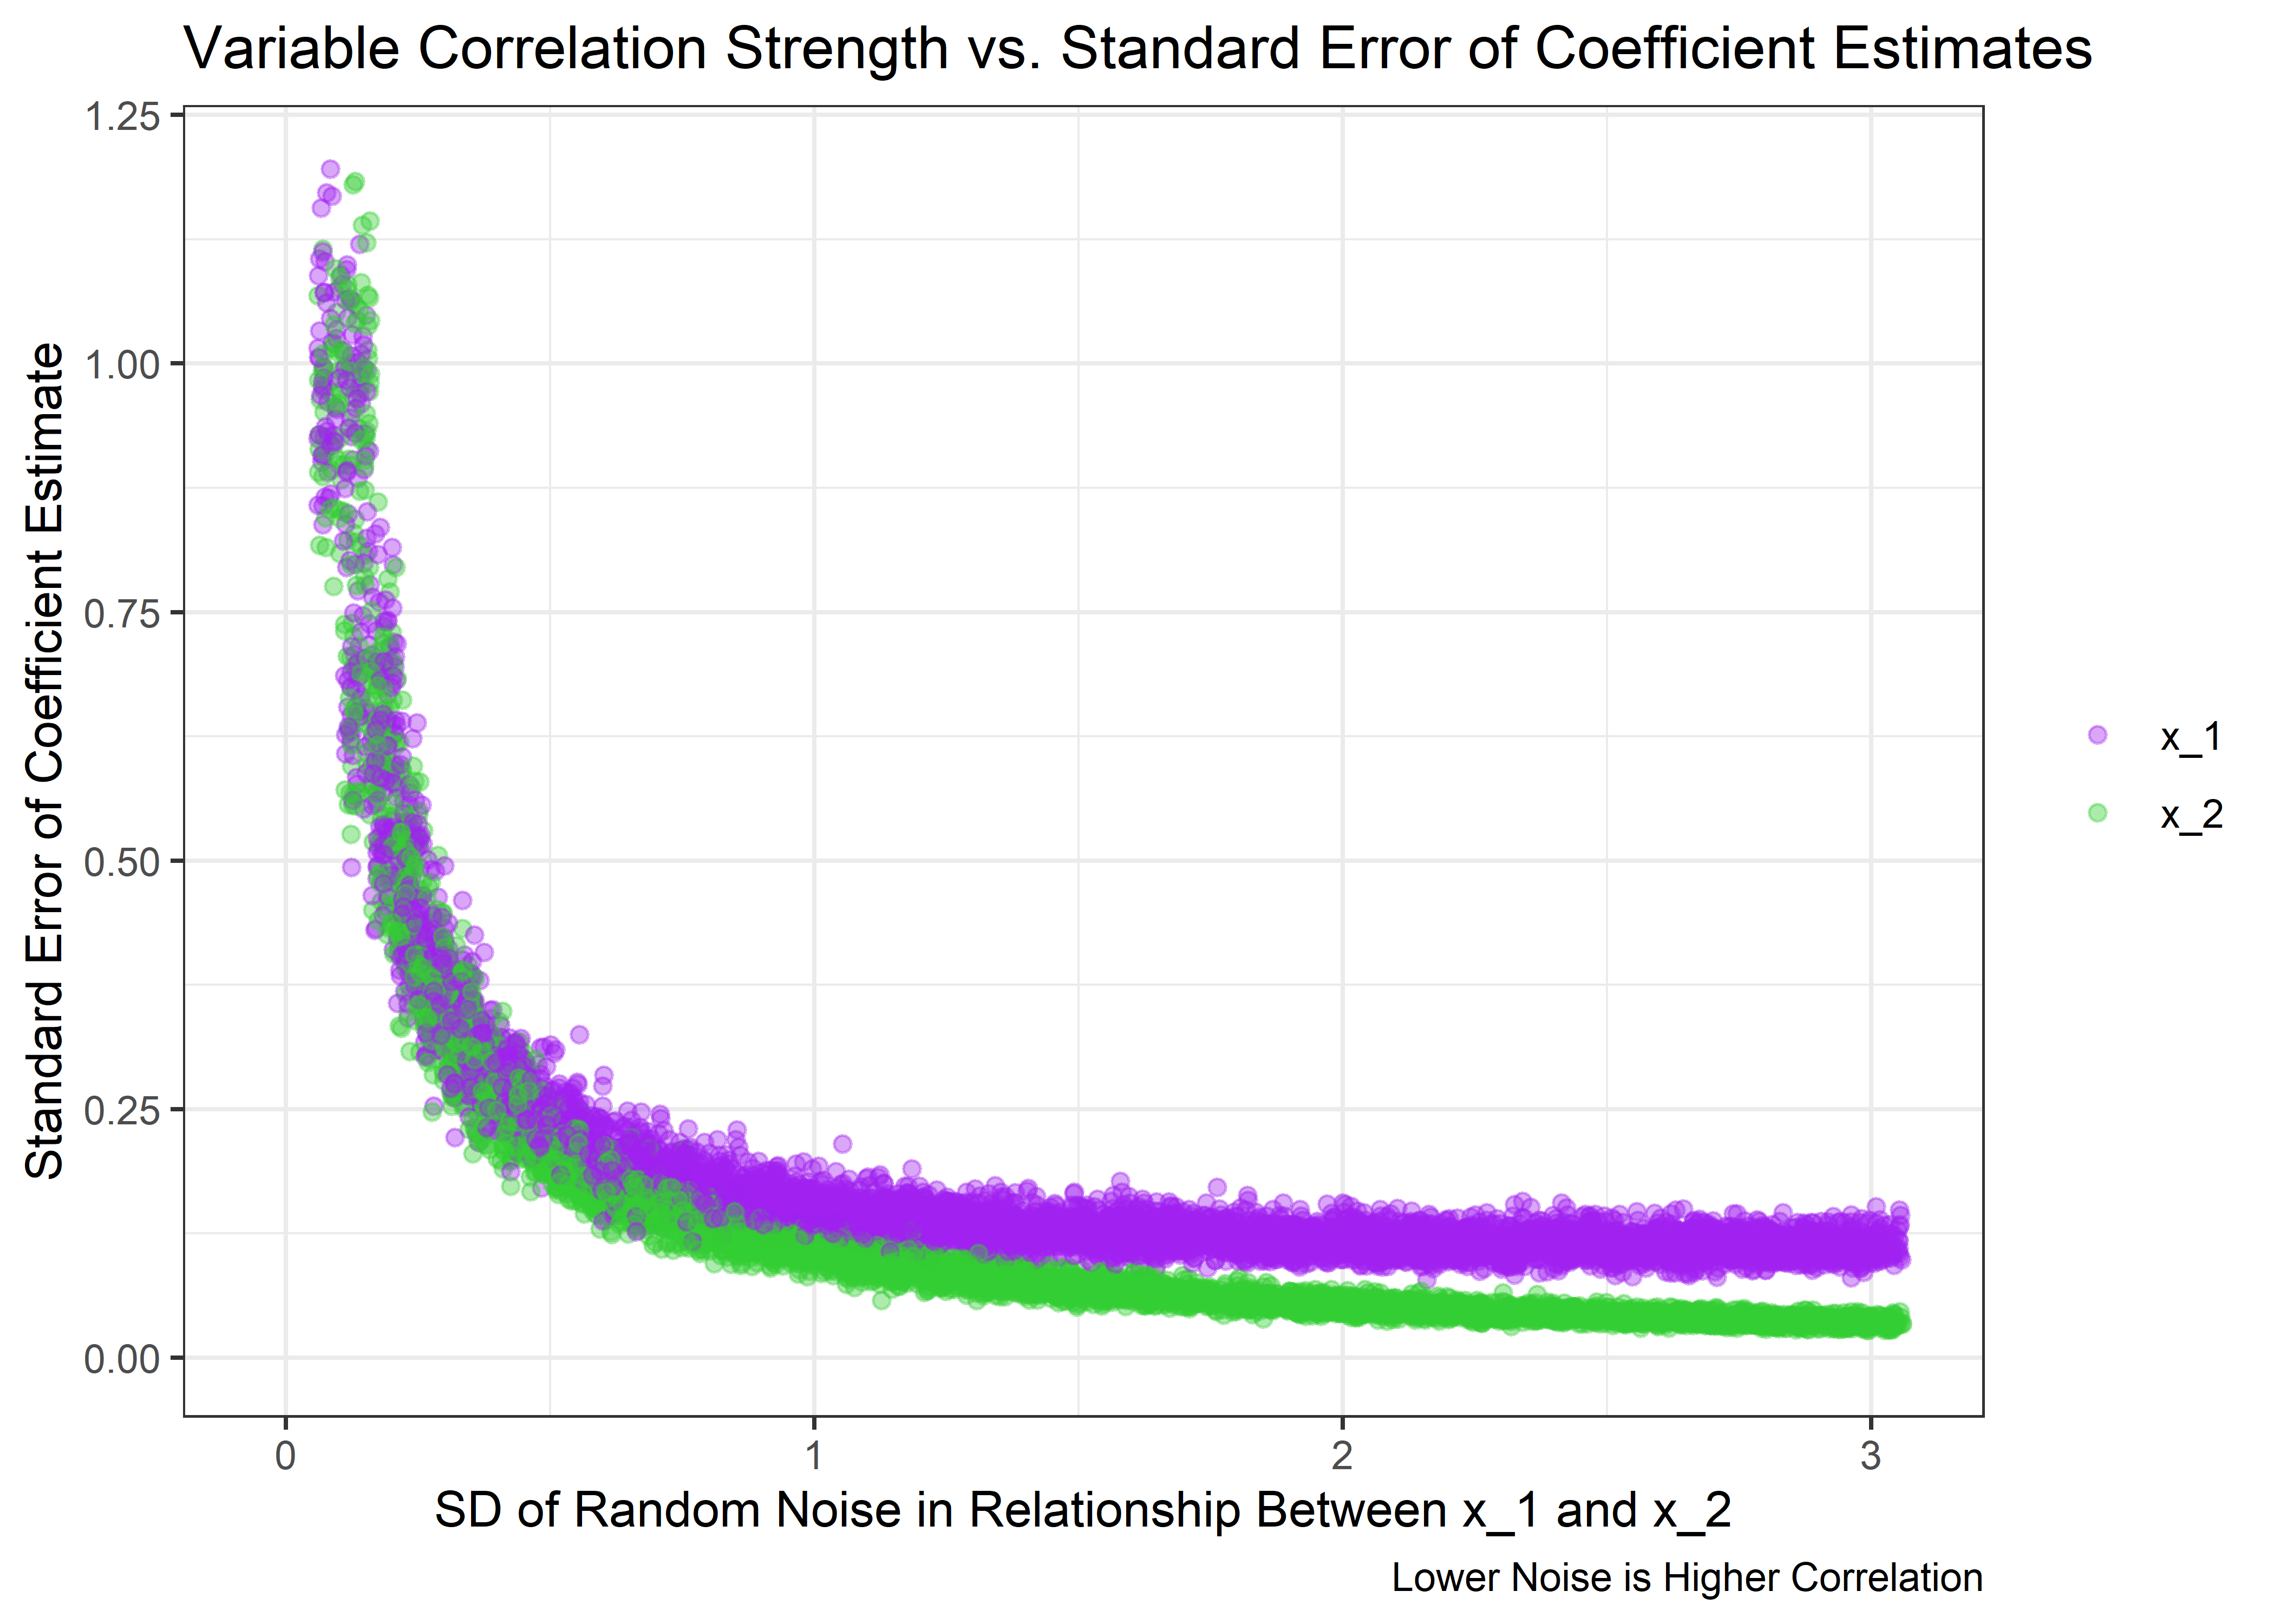 Variable Correlation Strength vs. Standard Error of Coefficient Estimates
Standard Error of Coefficient Estimate
1.25
1.00
0.75
0.50
0.25
0.00
0
1
2
3
SD of Random Noise in Relationship Between x_1 and x_2
Lower Noise is Higher Correlation
x_1
x_2